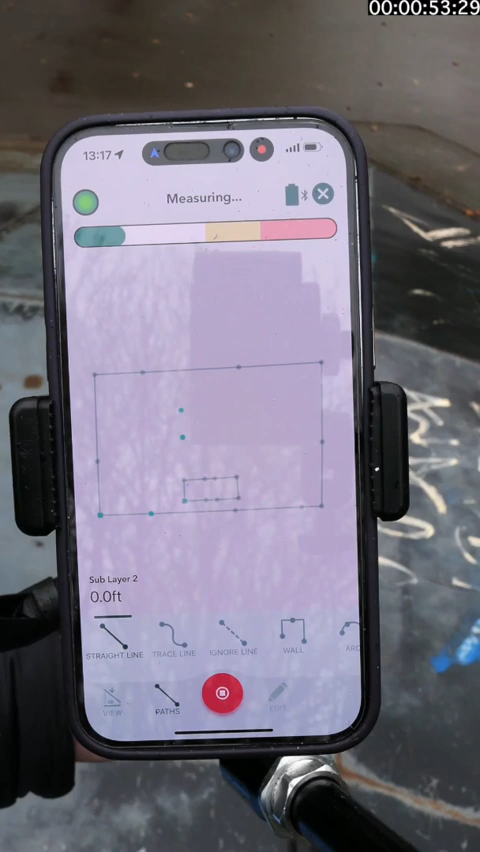 00:00:53:29
13:17
Measuring...
Sub Layer 2
0.0ft
STRAIGHT LINE
TRACE LINE
IGNORE LINE
WALL
ARC
VIEW
PATHS
EDIT